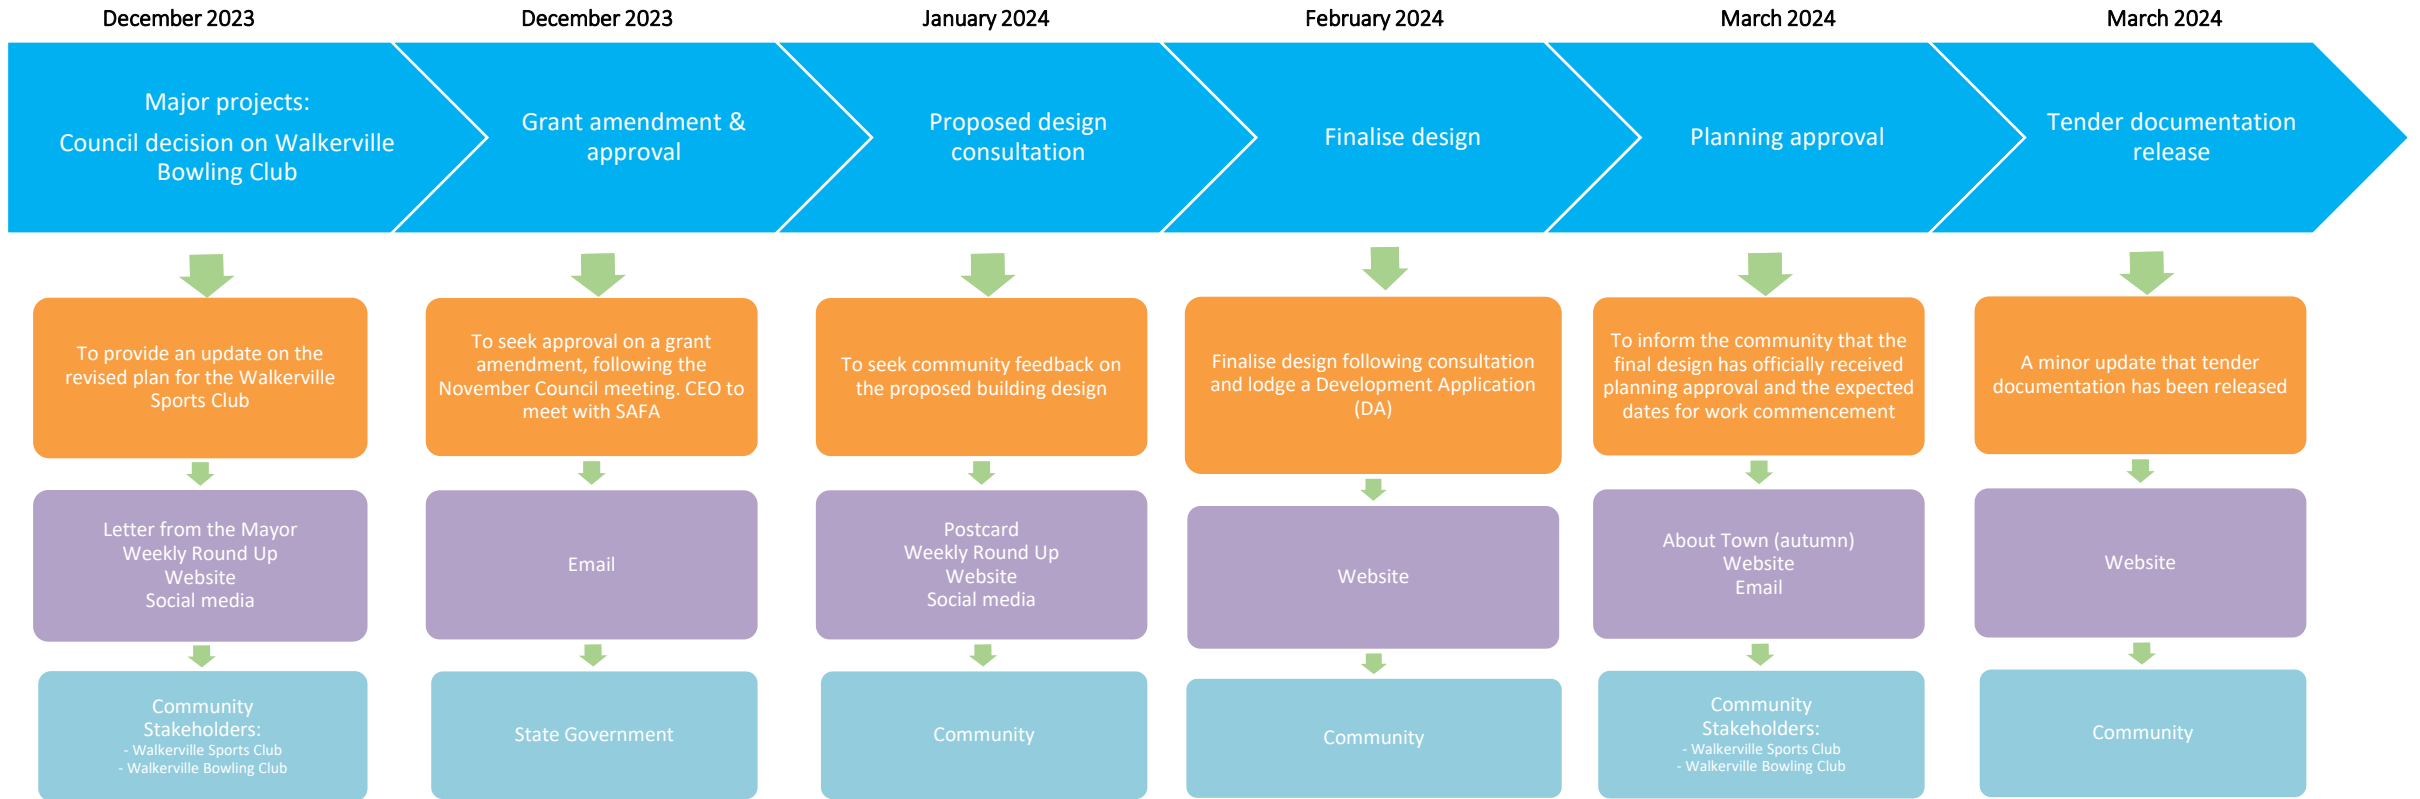 December 2023
December 2023
January 2024
February 2024
March 2024
March 2024
Major projects:
Council decision on Walkerville
Bowling Club
Grant amendment &
approval
Proposed design
consultation
Finalise design
Planning approval
Tender documentation
release
To provide an update on the
revised plan for the Walkerville
Sports Club
To seek approval on a grant
amendment, following the
November Council meeting. CEO to
meet with SAFA
To seek community feedback on
the proposed building design
Finalise design following consultation
and lodge a Development Application
(DA)
To inform the community that the
final design has officially received
planning approval and the expected
dates for work commencement
A minor update that tender
documentation has been released
Letter from the Mayor
Weekly Round Up
Website
Social media
Email
Postcard
Weekly Round Up
Website
Social media
Website
About Town (autumn)
Website
Email
Website
Community
Stakeholders:
- Walkerville Sports Club
- Walkerville Bowling Club
State Government
Community
Community
Community
Stakeholders:
- Walkerville Sports Club
- Walkerville Bowling Club
Community